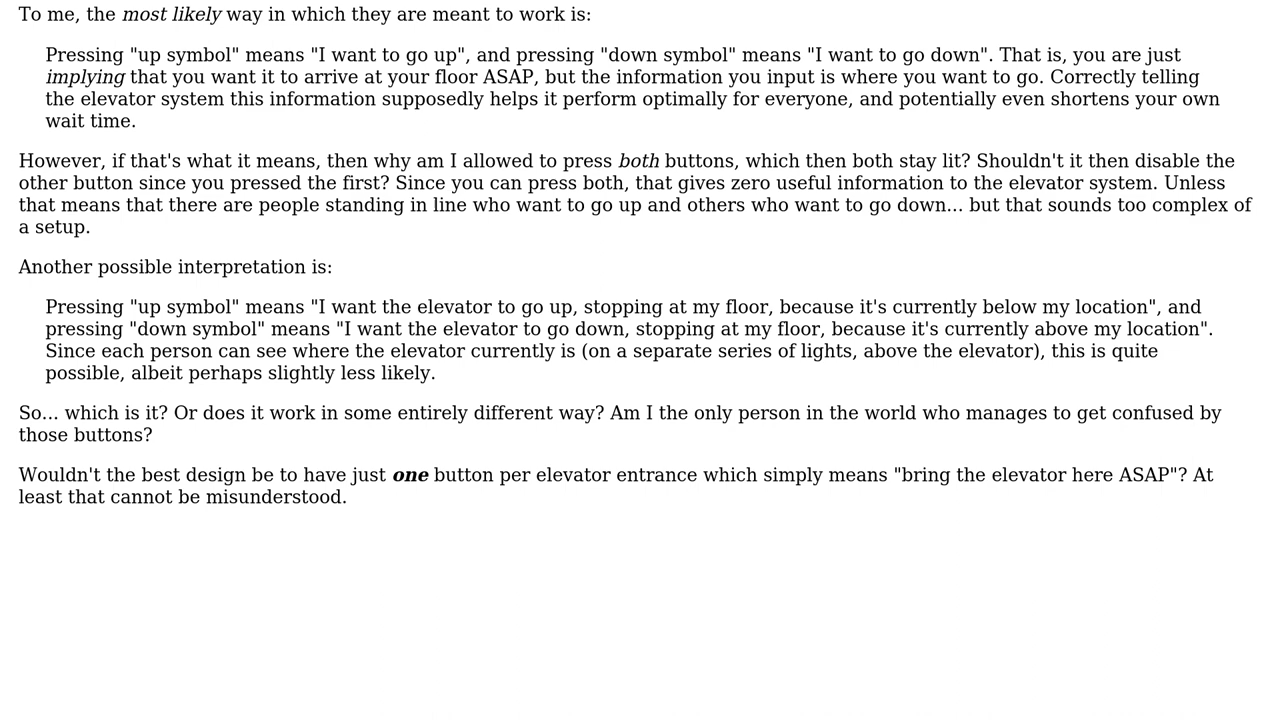 To me, the most likely way in which they are meant to work is:
Pressing "up symbol" means "I want to go up", and pressing "down symbol" means "I want to go down". That is, you are just
implying that you want it to arrive at your floor ASAP, but the information you input is where you want to go. Correctly telling
the elevator system this information supposedly helps it perform optimally for everyone, and potentially even shortens your own
wait time.
However, if that's what it means, then why am I allowed to press both buttons, which then both stay lit? Shouldn't it then disable the
other button since you pressed the first? Since you can press both, that gives zero useful information to the elevator system. Unless
that means that there are people standing in line who want to go up and others who want to go down... but that sounds too complex of
a setup.
Another possible interpretation is:
Pressing "up symbol" means "I want the elevator to go up, stopping at my floor, because it's currently below my location", and
pressing "down symbol" means "I want the elevator to go down, stopping at my floor, because it's currently above my location".
Since each person can see where the elevator currently is (on a separate series of lights, above the elevator), this is quite
possible, albeit perhaps slightly less likely.
So... which is it? Or does it work in some entirely different way? Am I the only person in the world who manages to get confused by
those buttons?
Wouldn't the best design be to have just one button per elevator entrance which simply means "bring the elevator here ASAP"? At
least that cannot be misunderstood.